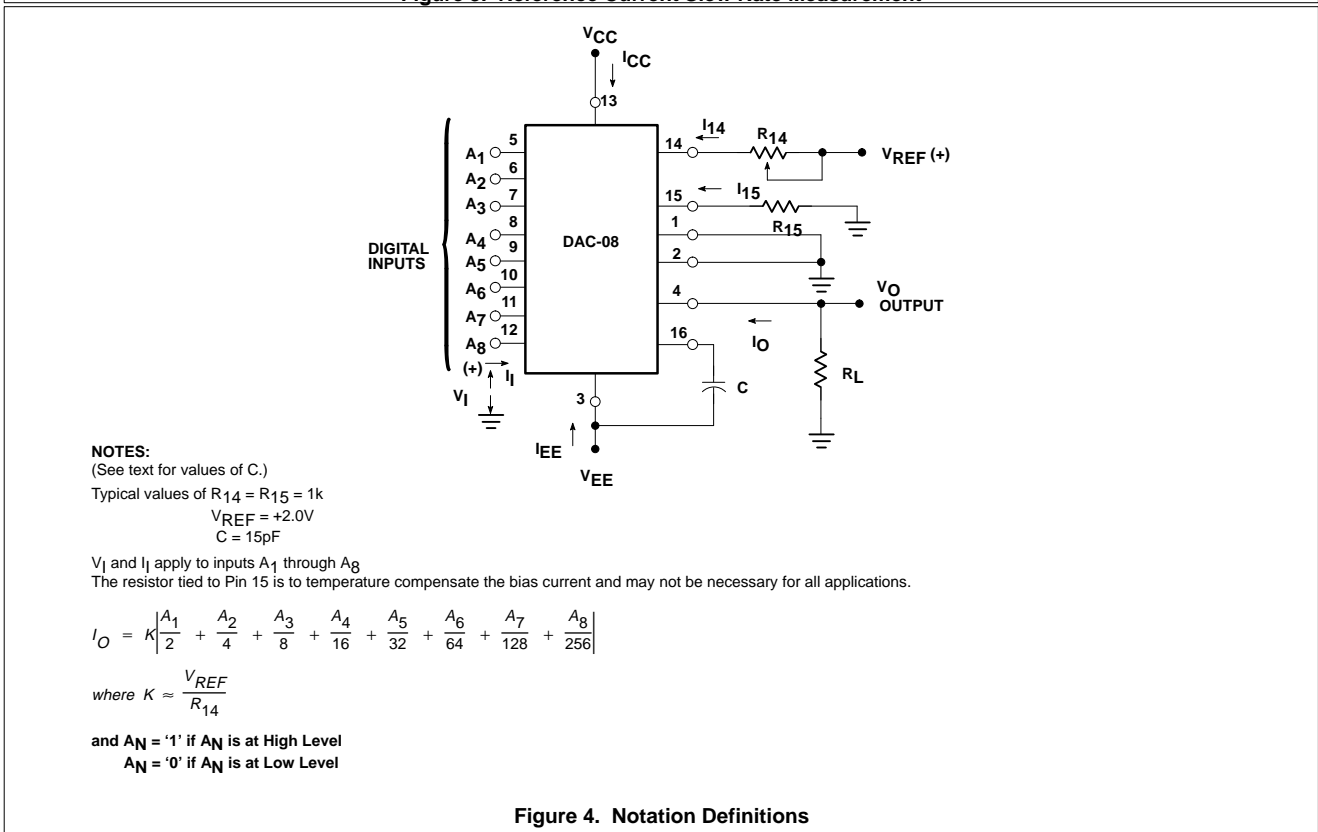 Figure 3. Reference Current Slew Rate Measurement
VCC
ICC
13
DIGITAL
INPUTS
A1 5
A2 6
A3 7
A4 8
A5 9
A6 10
A7 11
A8 12
(+)
II
VI
DAC-08
14 I14 R14 VREF (+)
15 I15
R15
1
2
4 VO
OUTPUT
IO
16
C
RL
3
IEE
VEE
NOTES:
(See text for values of C.)
Typical values of R14 = R15 = 1k
VREF = +2.0V
C = 15pF
VI and II apply to inputs A1 through A8
The resistor tied to Pin 15 is to temperature compensate the bias current and may not be necessary for all applications.
IO = K|A1/2 + A2/4 + A3/8 + A4/16 + A5/32 + A6/64 + A7/128 + A8/256|
where K ≈ VREF/R14
and AN = ‘1’ if AN is at High Level
AN = ‘0’ if AN is at Low Level
Figure 4. Notation Definitions